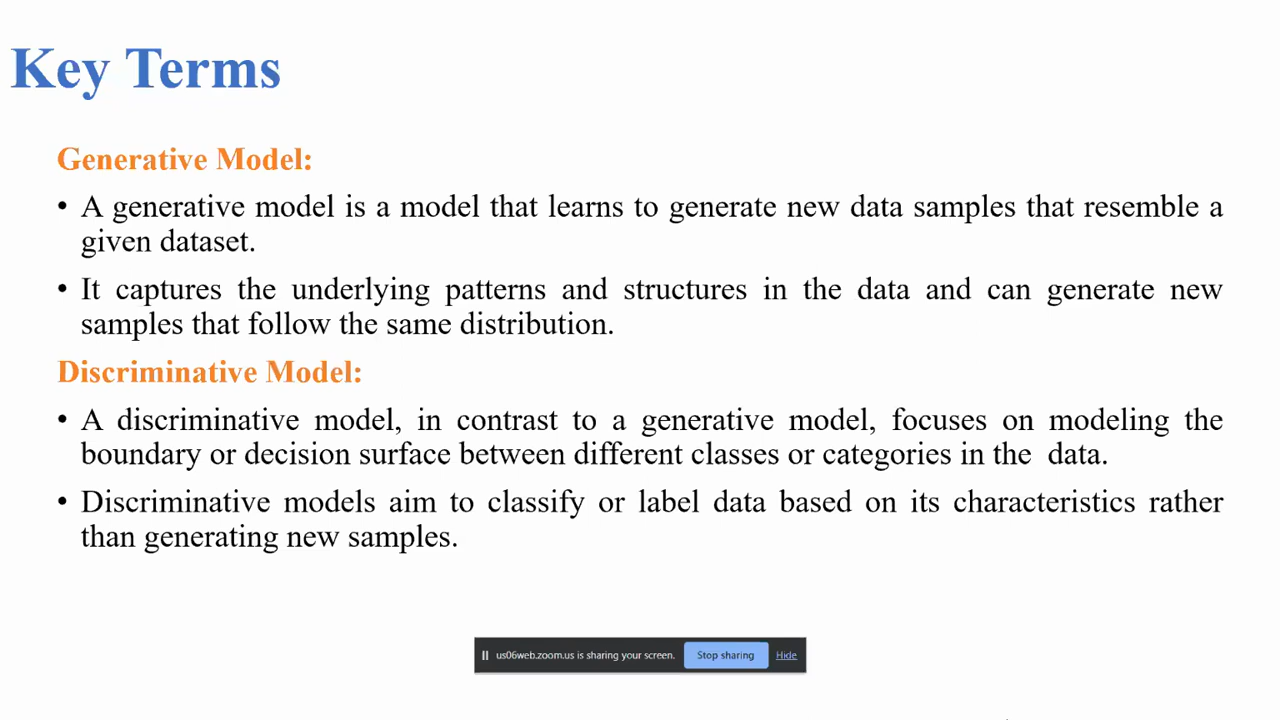 Key Terms
Generative Model:
• A generative model is a model that learns to generate new data samples that resemble a
given dataset.
• It captures the underlying patterns and structures in the data and can generate new
samples that follow the same distribution.
Discriminative Model:
• A discriminative model, in contrast to a generative model, focuses on modeling the
boundary or decision surface between different classes or categories in the data.
• Discriminative models aim to classify or label data based on its characteristics rather
than generating new samples.
us06web.zoom.us is sharing your screen. Stop sharing Hide